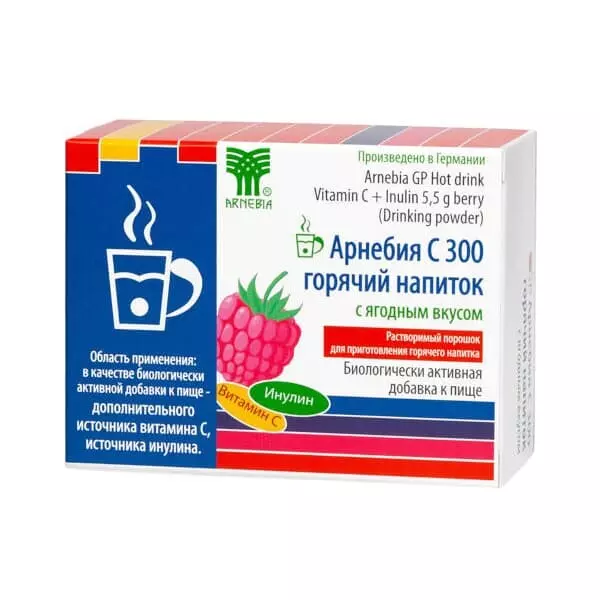 ARNEBIA
®
Произведено в Германии
Arnebia GP Hot drink
Vitamin C + Inulin 5,5 g berry
(Drinking powder)
Арнебия С 300
горячий напиток
с ягодным вкусом
Растворимый порошок
для приготовления горячего напитка
Биологически активная
добавка к пище
Инулин
Витамин С
Область применения:
в качестве биологически
активной добавки к пище -
дополнительного
источника витамина С,
источника инулина.